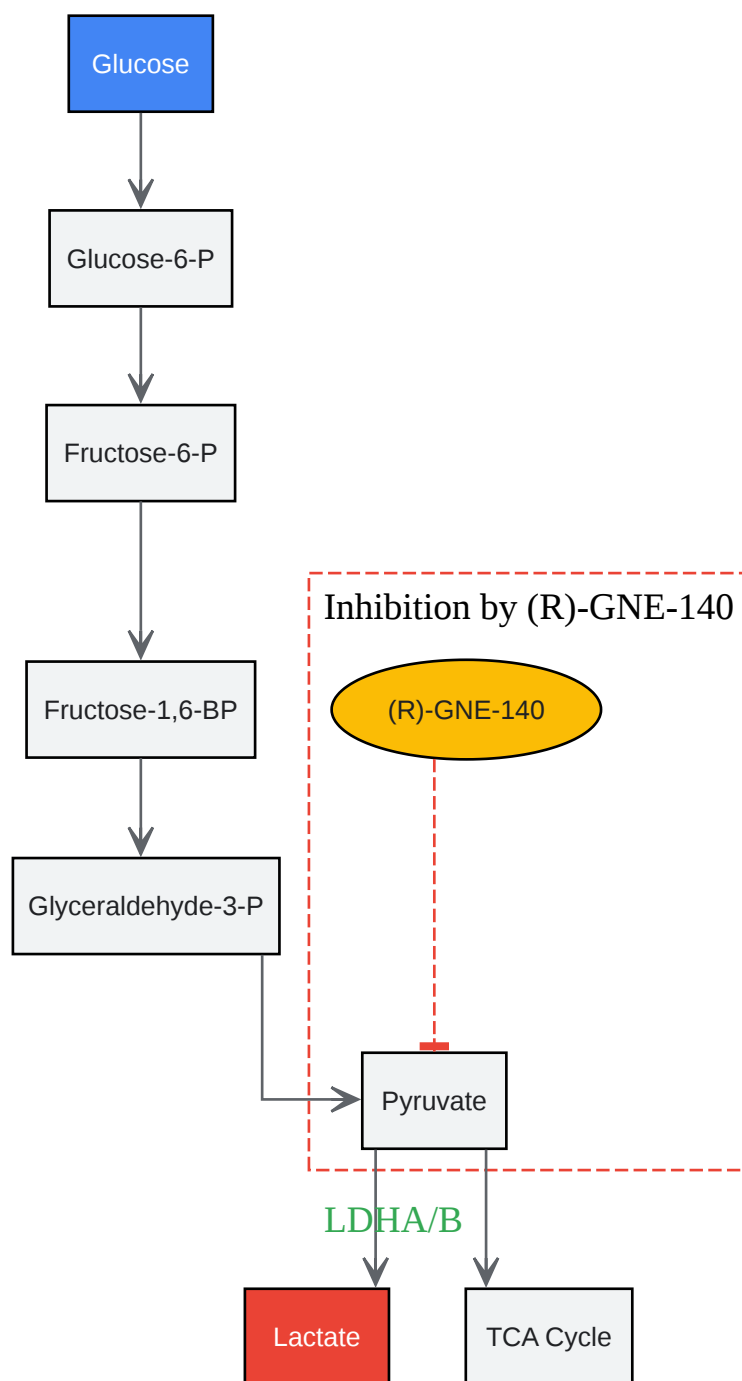 Glucose
Glucose-6-P
Fructose-6-P
Inhibition by (R)-GNE-140
Fructose-1,6-BP
(R)-GNE-140
Glyceraldehyde-3-P
Pyruvate
LDHA/B
Lactate
TCA Cycle